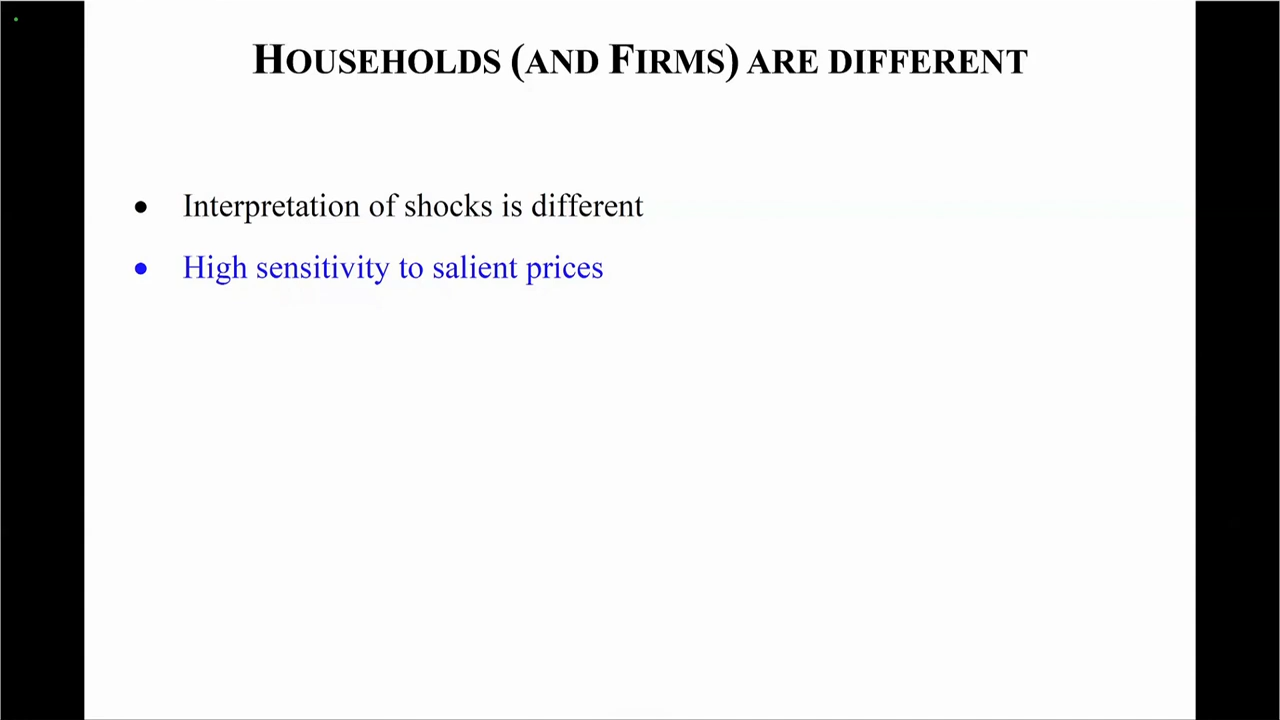 HOUSEHOLDS (AND FIRMS) ARE DIFFERENT
• Interpretation of shocks is different
• High sensitivity to salient prices